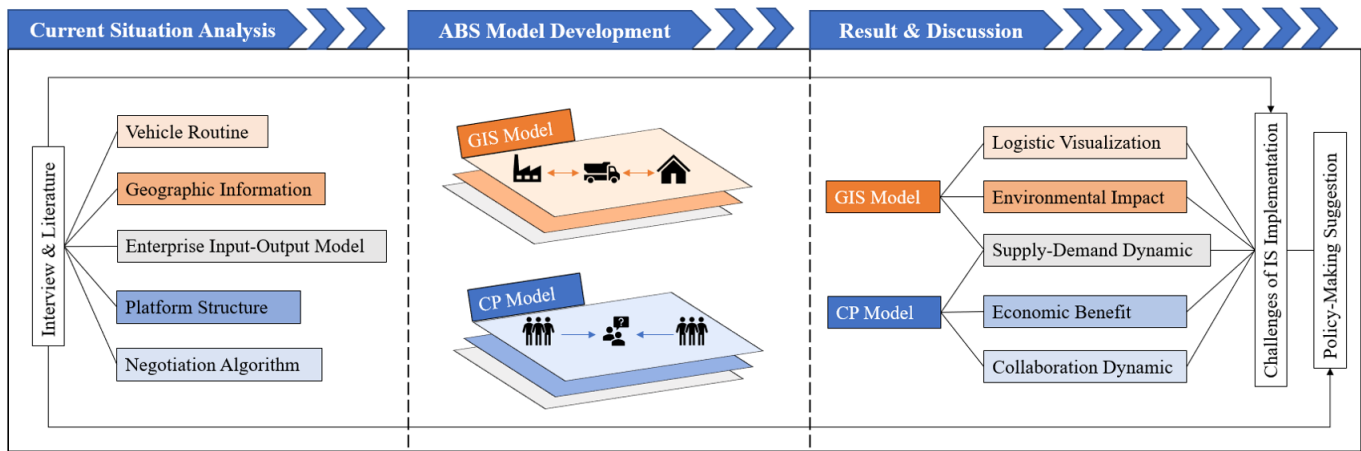 Current Situation Analysis
ABS Model Development
Result & Discussion
Interview & Literature
Vehicle Routine
Geographic Information
Enterprise Input-Output Model
Platform Structure
Negotiation Algorithm
GIS Model
CP Model
?
GIS Model
CP Model
Logistic Visualization
Environmental Impact
Supply-Demand Dynamic
Economic Benefit
Collaboration Dynamic
Challenges of IS Implementation
Policy-Making Suggestion